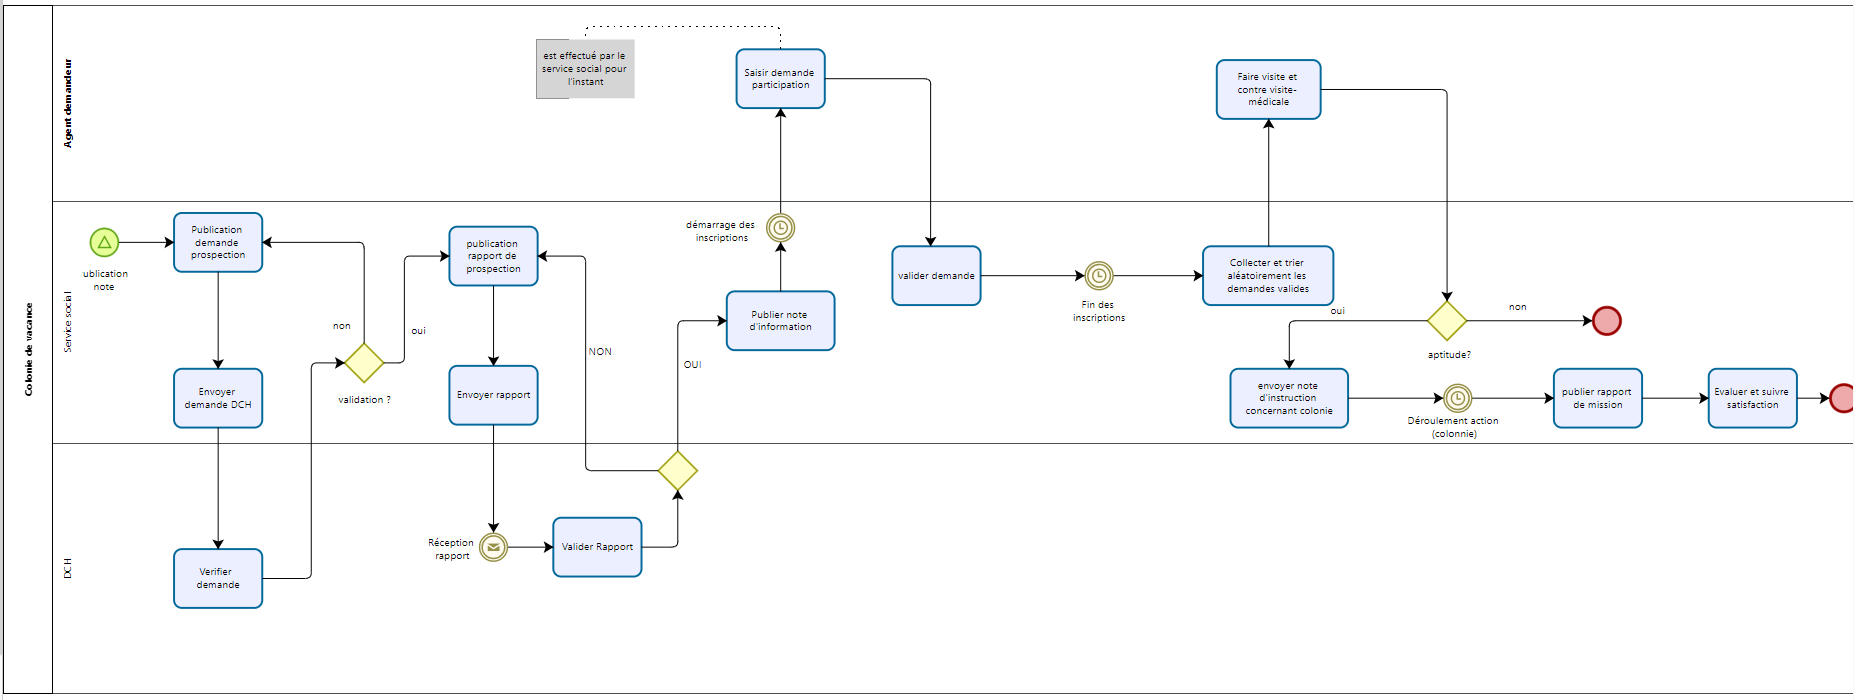 Colonie de vacance
Agent demandeur
est effectué par le
service social pour
l'instant
Saisir demande
participation
Faire visite et
contre visite-
médicale
Service social
ublication
note
Publication
demande
prospection
Envoyer
demande DCH
non
oui
validation ?
publication
rapport de
prospection
Envoyer rapport
NON
OUI
démarrage des
inscriptions
Publier note
d'information
valider demande
Fin des
inscriptions
Collecter et trier
aléatoirement les
demandes valides
oui
non
aptitude?
envoyer note
d'instruction
concernant colonie
Déroulement action
(colonnie)
publier rapport
de mission
Evaluer et suivre
satisfaction
DCH
Verifier
demande
Réception
rapport
Valider Rapport